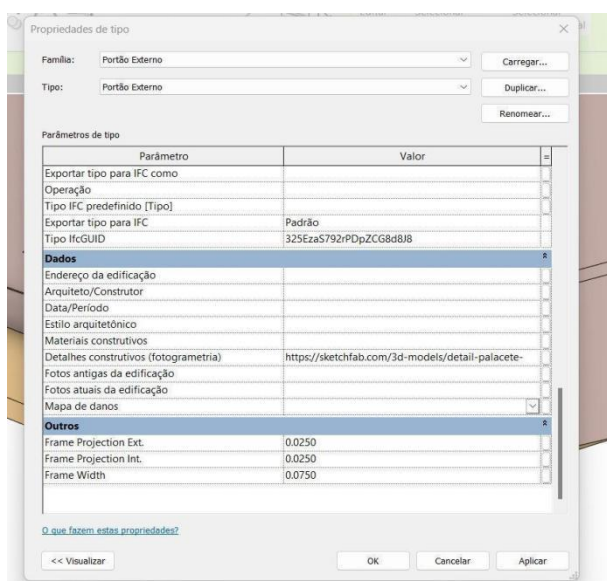 Propriedades de tipo
Família: Portão Externo Carregar...
Tipo: Portão Externo Duplicar...
Renomear...
Parâmetros de tipo
Parâmetro Valor =
Exportar tipo para IFC como
Operação
Tipo IFC predefinido [Tipo]
Exportar tipo para IFC Padrão
Tipo IfcGUID 325EzaS792rPDpZCG8d8J8
Dados
Endereço da edificação
Arquiteto/Construtor
Data/Período
Estilo arquitetônico
Materiais construtivos
Detalhes construtivos (fotogrametria) https://sketchfab.com/3d-models/detail-palacete-
Fotos antigas da edificação
Fotos atuais da edificação
Mapa de danos
Outros
Frame Projection Ext. 0.0250
Frame Projection Int. 0.0250
Frame Width 0.0750
O que fazem estas propriedades?
<< Visualizar OK Cancelar Aplicar